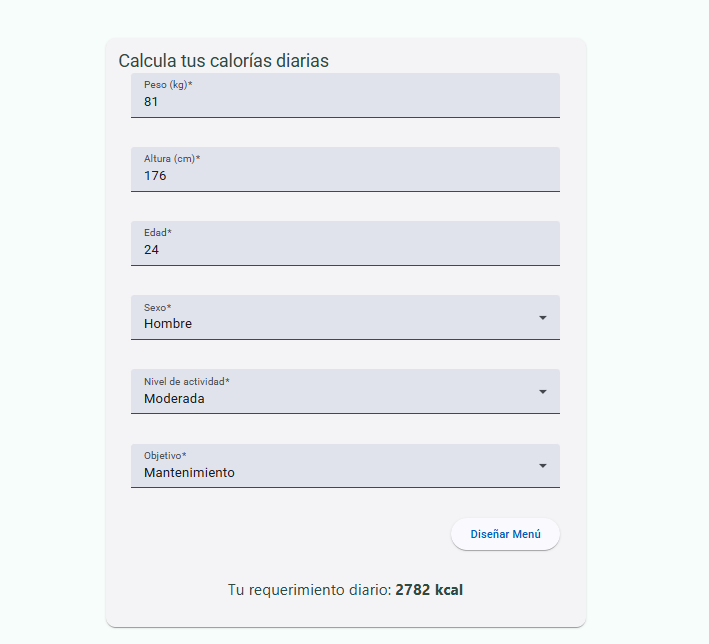 Calcula tus calorías diarias
Peso (kg)*
81
Altura (cm)*
176
Edad*
24
Sexo*
Hombre
Nivel de actividad*
Moderada
Objetivo*
Mantenimiento
Diseñar Menú
Tu requerimiento diario: 2782 kcal